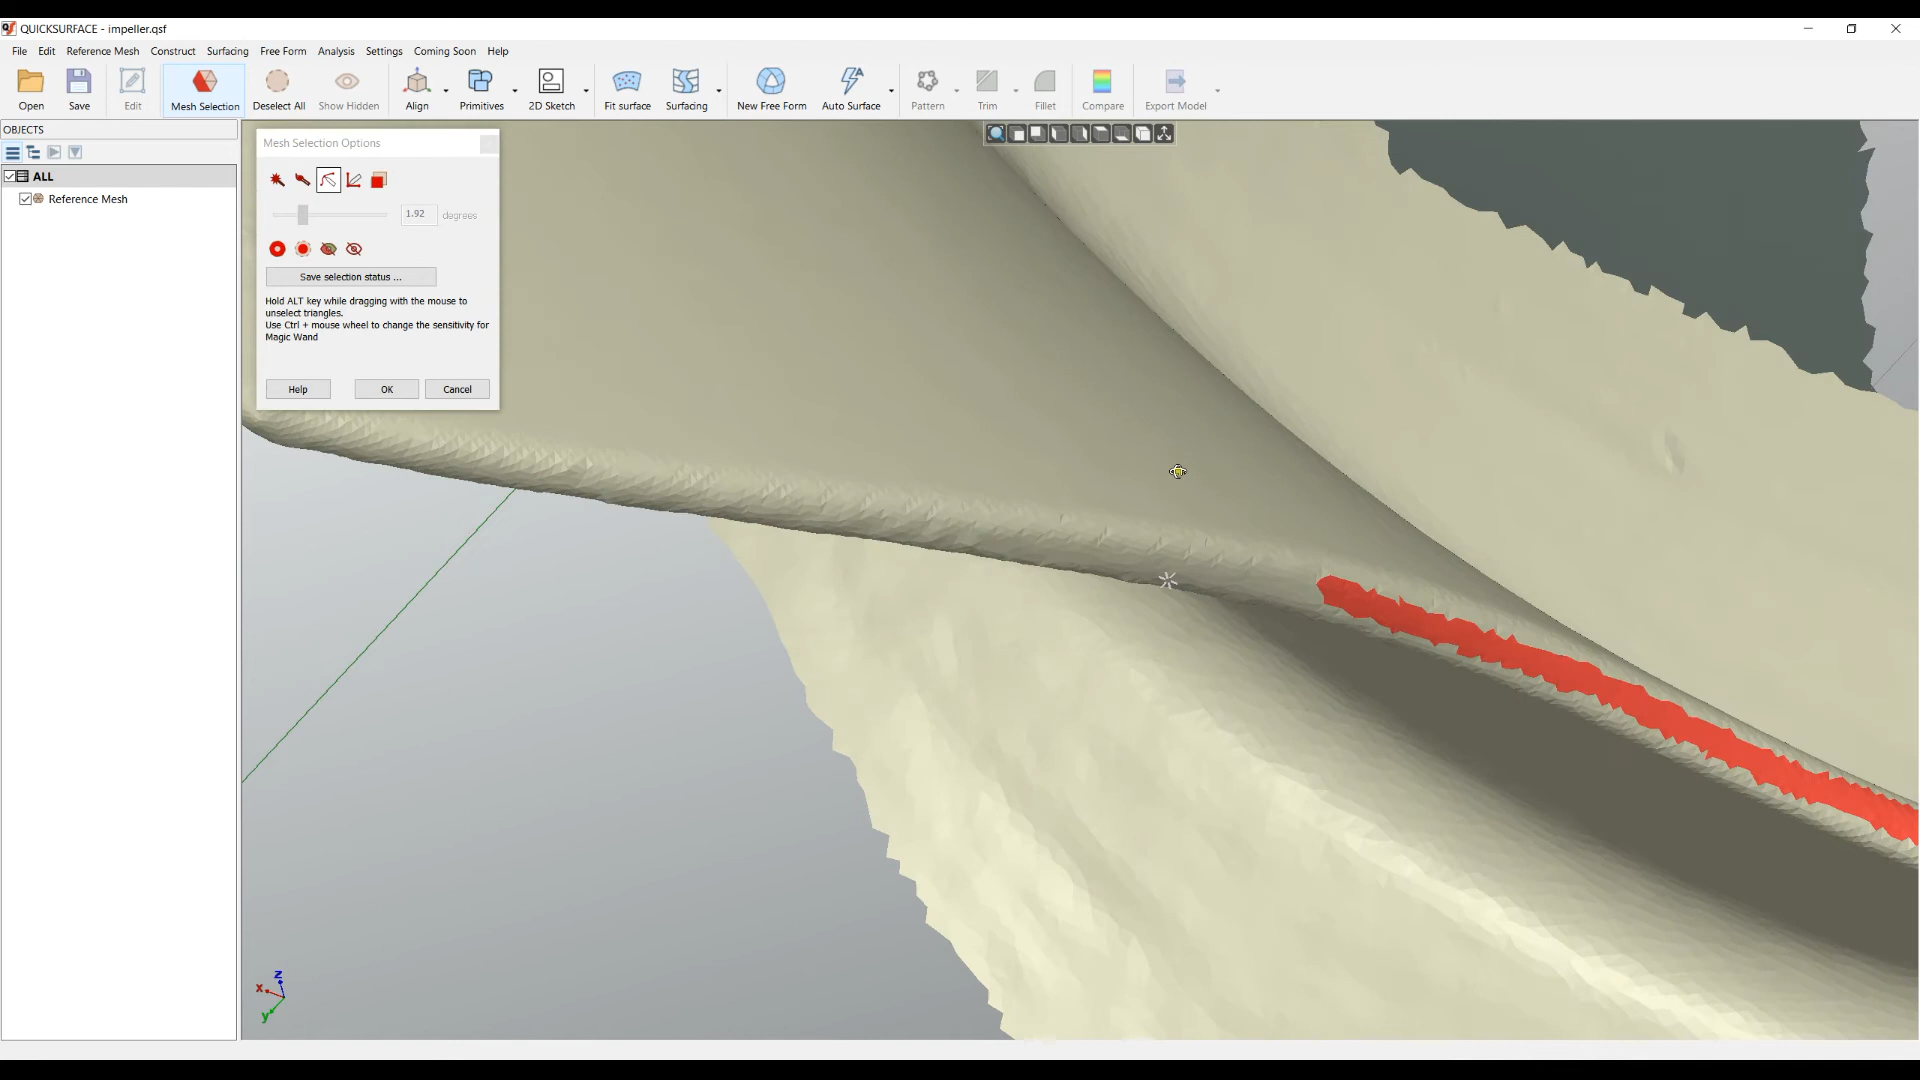 QUICKSURFACE - impeller.qsf
File Edit Reference Mesh Construct Surfacing Free Form Analysis Settings Coming Soon Help
Open Save Edit Mesh Selection Deselect All Show Hidden Align Primitives 2D Sketch Fit surface Surfacing New Free Form Auto Surface Pattern Trim Fillet Compare Export Model
OBJECTS
ALL
Reference Mesh
Mesh Selection Options
1.92 degrees
Save selection status ...
Hold ALT key while dragging with the mouse to
unselect triangles.
Use Ctrl + mouse wheel to change the sensitivity for
Magic Wand
Help OK Cancel
z
x
y